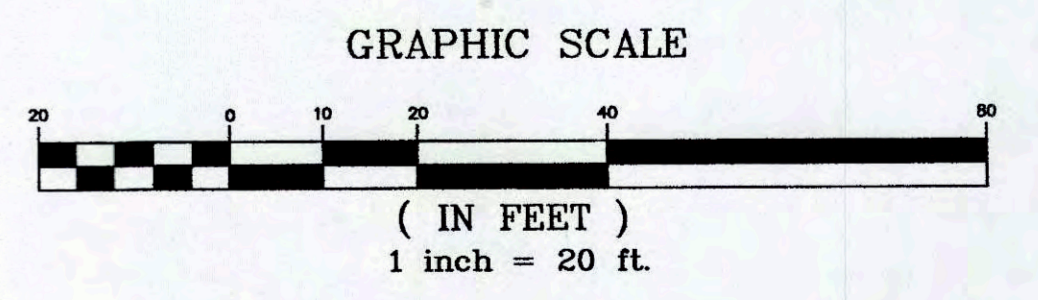 GRAPHIC SCALE
20 0 10 20 40 80
( IN FEET )
1 inch = 20 ft.